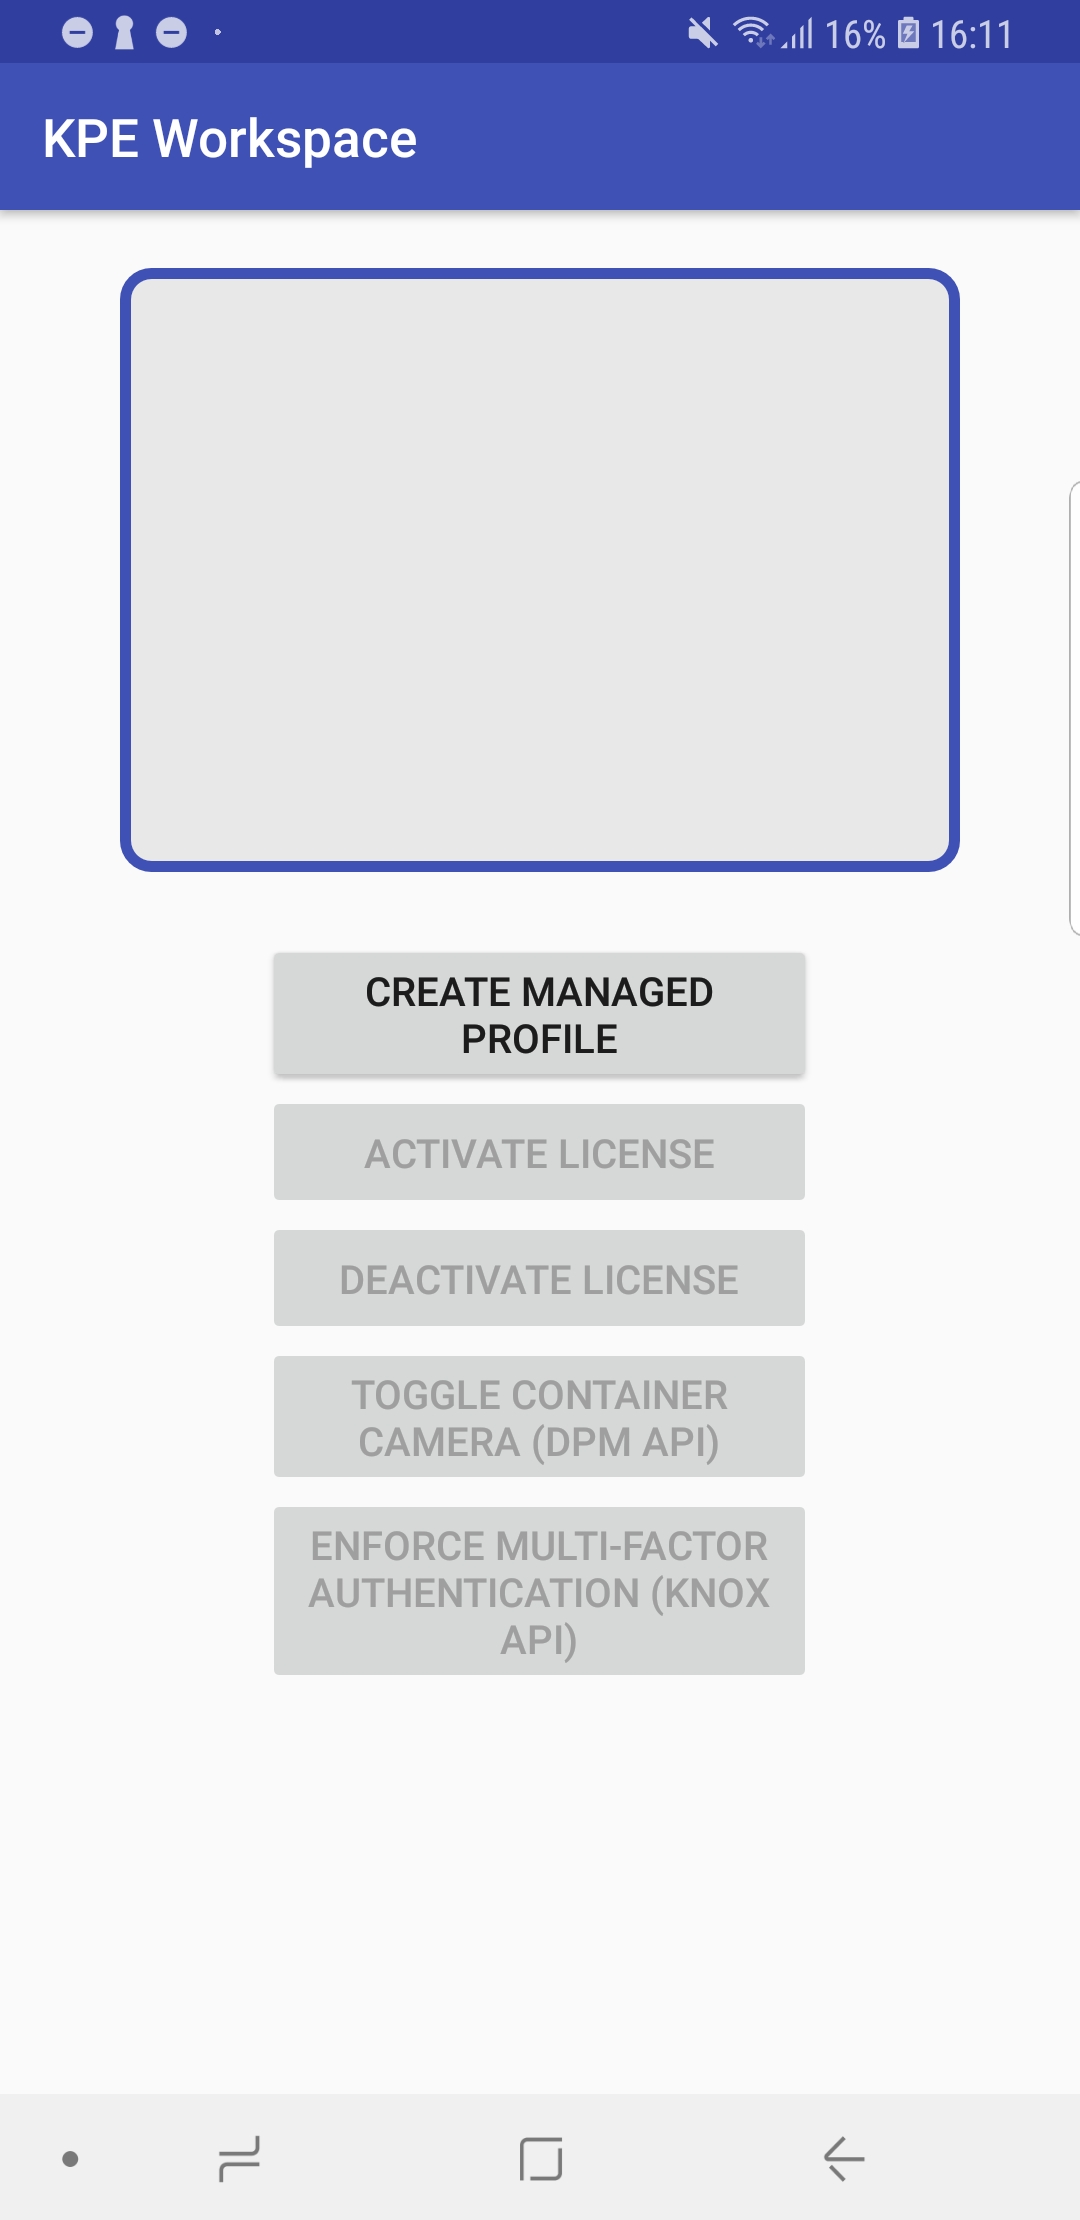 16% 16:11
KPE Workspace
CREATE MANAGED
PROFILE
ACTIVATE LICENSE
DEACTIVATE LICENSE
TOGGLE CONTAINER
CAMERA (DPM API)
ENFORCE MULTI-FACTOR
AUTHENTICATION (KNOX
API)